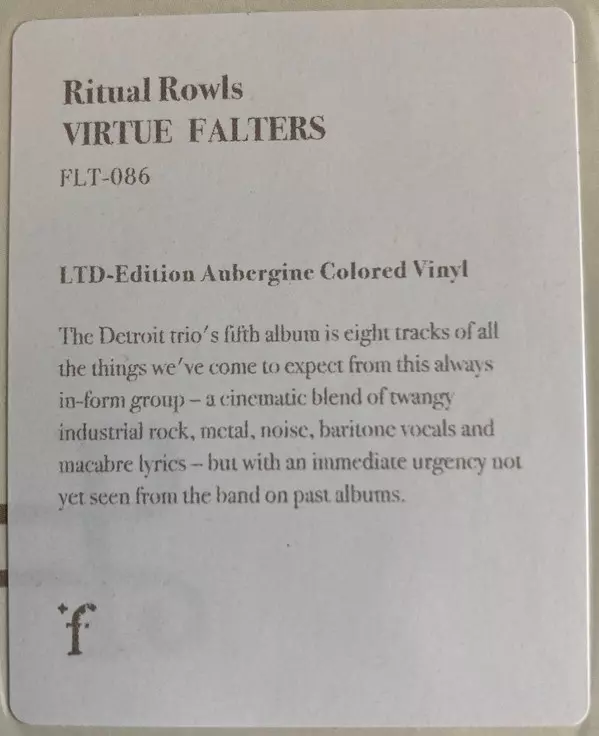 Ritual Howls
VIRTUE FALTERS
FLT-086
LTD-Edition Aubergine Colored Vinyl
The Detroit trio's fifth album is eight tracks of all
the things we've come to expect from this always
in-form group – a cinematic blend of twangy
industrial rock, metal, noise, baritone vocals and
macabre lyrics – but with an immediate urgency not
yet seen from the band on past albums.
f